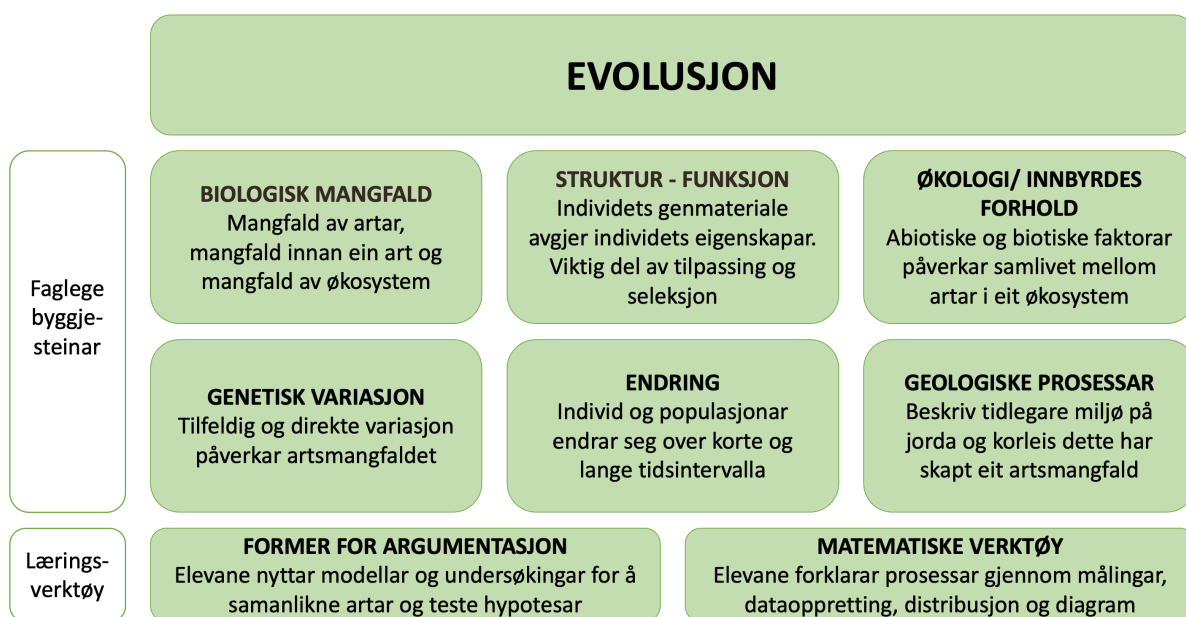 EVOLUSJON
Faglege
byggje-
steinar
BIOLOGISK MANGFALD
Mangfald av artar,
mangfald innan ein art og
mangfald av økosystem
STRUKTUR - FUNKSJON
Individets genmateriale
avgjer individets eigenskapar.
Viktig del av tilpassing og
seleksjon
ØKOLOGI/ INNBYRDES
FORHOLD
Abiotiske og biotiske faktorar
påverkar samlivet mellom
artar i eit økosystem
GENETISK VARIASJON
Tilfeldig og direkte variasjon
påverkar artsmangfaldet
ENDRING
Individ og populasjonar
endrar seg over korte og
lange tidsintervalla
GEOLOGISKE PROSESSAR
Beskriv tidlegare miljø på
jorda og korleis dette har
skapt eit artsmangfald
Lærings-
verktøy
FORMER FOR ARGUMENTASJON
Elevane nyttar modellar og undersøkingar for å
samanlikne artar og teste hypotesar
MATEMATISKE VERKTØY
Elevane forklarar prosessar gjennom målingar,
dataoppretting, distribusjon og diagram